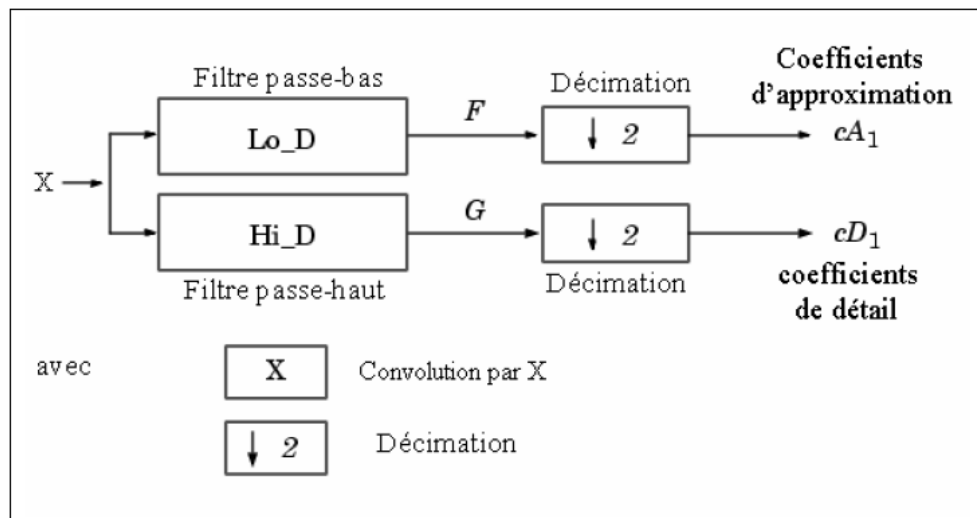 Filtre passe-bas
Lo_D
F
Décimation
↓ 2
Coefficients
d'approximation
cA1
X
Hi_D
Filtre passe-haut
G
↓ 2
Décimation
cD1
coefficients
de détail
avec
X
Convolution par X
↓ 2
Décimation